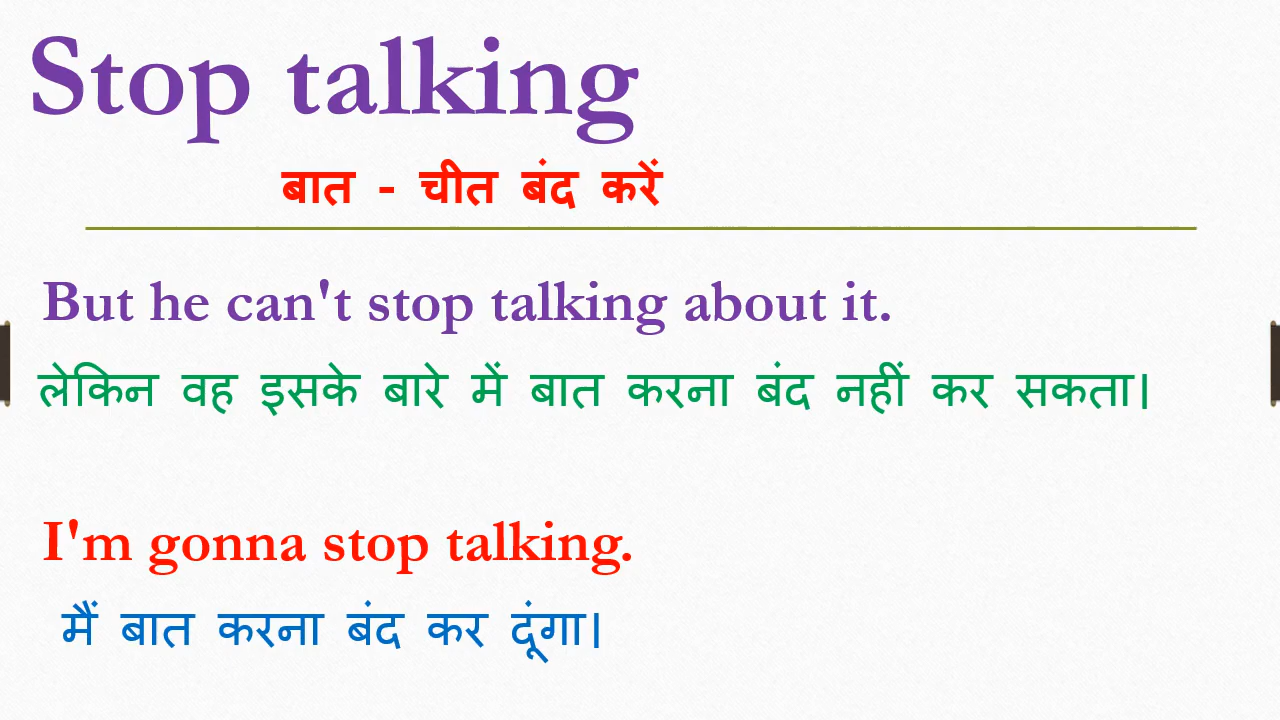 Stop talking
बात - चीत बंद करें
But he can't stop talking about it.
लेकिन वह इसके बारे में बात करना बंद नहीं कर सकता।
I'm gonna stop talking.
मैं बात करना बंद कर दूंगा।